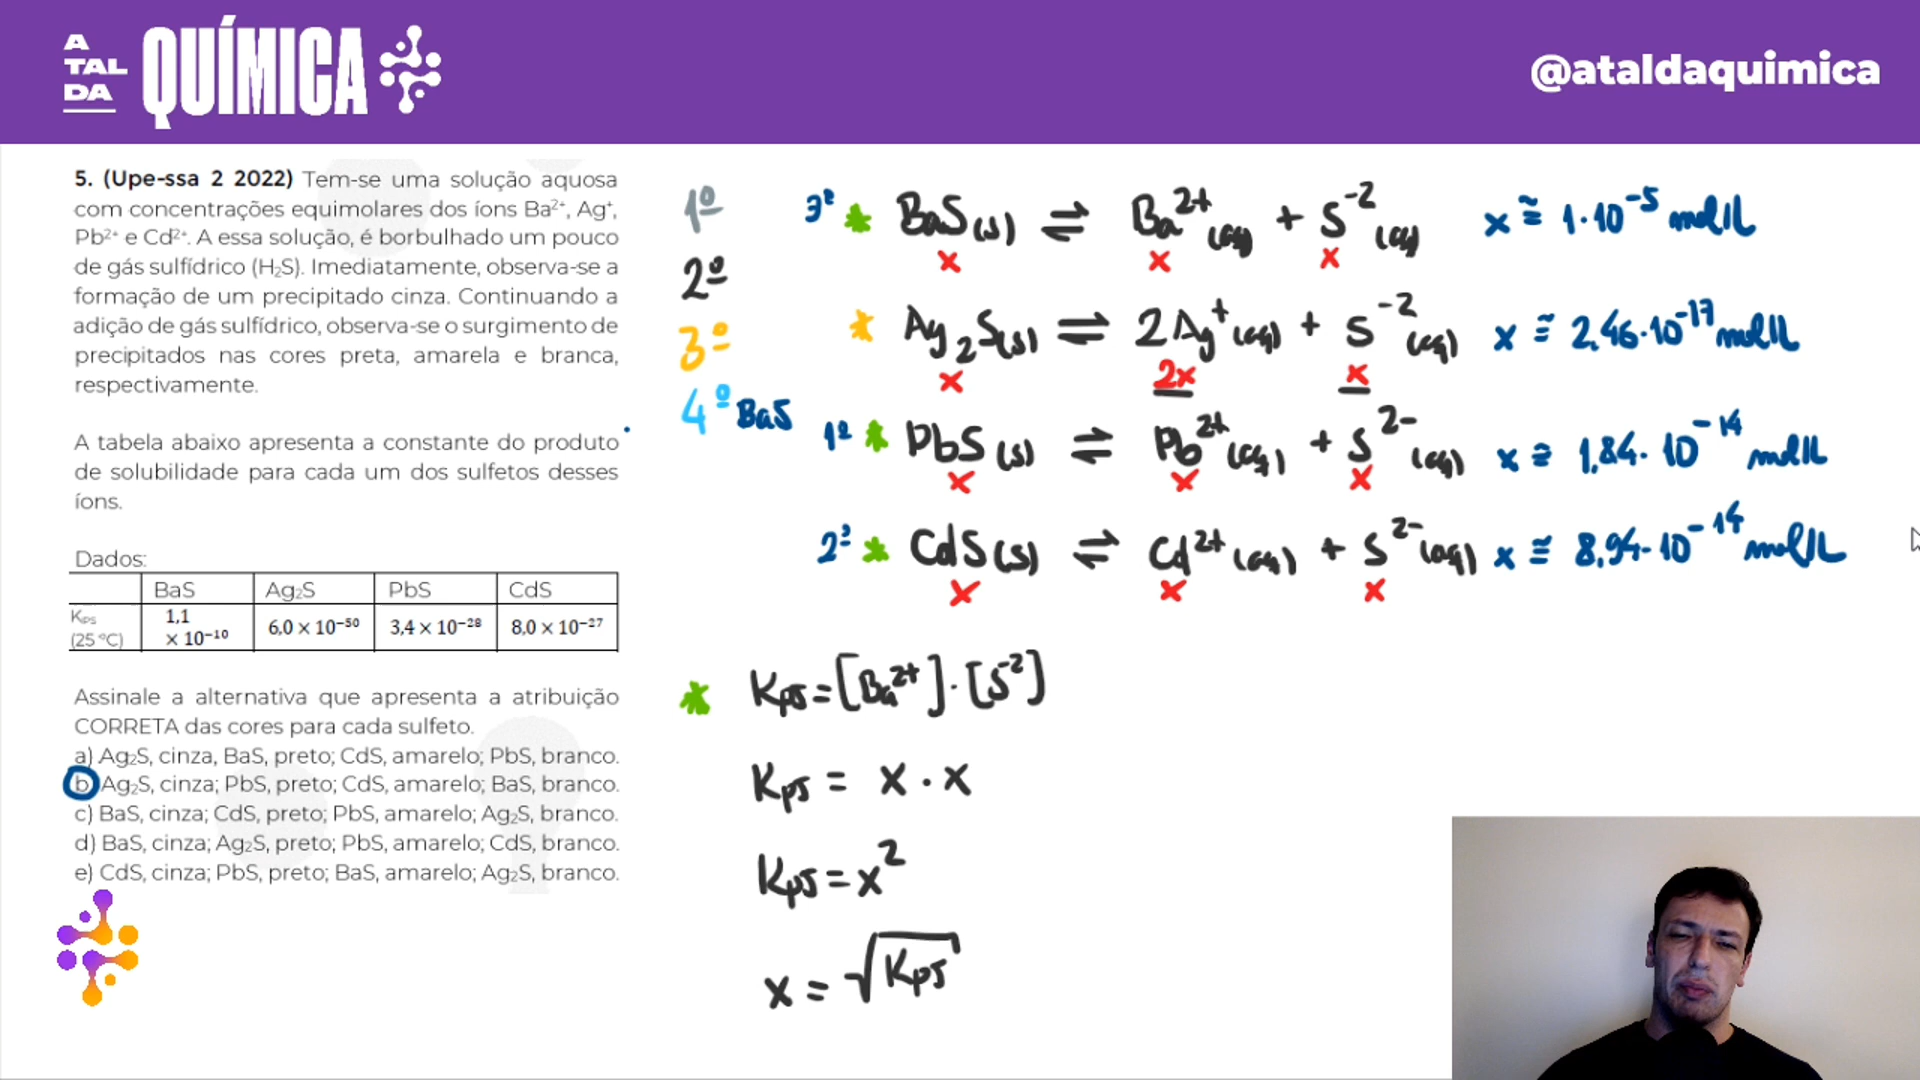 A TAL DA QUÍMICA
@ataldaquimica
5. (Upe-ssa 2 2022) Tem-se uma solução aquosa
com concentrações equimolares dos íons Ba²⁺, Ag⁺,
Pb²⁺ e Cd²⁺. A essa solução, é borbulhado um pouco
de gás sulfídrico (H₂S). Imediatamente, observa-se a
formação de um precipitado cinza. Continuando a
adição de gás sulfídrico, observa-se o surgimento de
precipitados nas cores preta, amarela e branca,
respectivamente.
A tabela abaixo apresenta a constante do produto
de solubilidade para cada um dos sulfetos desses
íons.
Dados:
BaS Ag₂S PbS CdS
Kₚₛ (25 °C) 1,1 × 10⁻¹⁰ 6,0 × 10⁻⁵⁰ 3,4 × 10⁻²⁸ 8,0 × 10⁻²⁷
Assinale a alternativa que apresenta a atribuição
CORRETA das cores para cada sulfeto.
a) Ag₂S, cinza, BaS, preto; CdS, amarelo; PbS, branco.
b) Ag₂S, cinza; PbS, preto; CdS, amarelo; BaS, branco.
c) BaS, cinza; CdS, preto; PbS, amarelo; Ag₂S, branco.
d) BaS, cinza; Ag₂S, preto; PbS, amarelo; CdS, branco.
e) CdS, cinza; PbS, preto; BaS, amarelo; Ag₂S, branco.
1º
2º
3º
4º BaS
3º * BaS(s) ⇌ Ba²⁺(aq) + S⁻²(aq) x ≅ 1·10⁻⁵ mol/L
x x x
* Ag₂S(s) ⇌ 2Ag⁺(aq) + S⁻²(aq) x ≅ 2,46·10⁻¹⁷ mol/L
x 2x x
1º * PbS(s) ⇌ Pb²⁺(aq) + S²⁻(aq) x ≅ 1,84·10⁻¹⁴ mol/L
x x x
2º * CdS(s) ⇌ Cd²⁺(aq) + S²⁻(aq) x ≅ 8,94·10⁻¹⁴ mol/L
x x x
* Kps = [Ba²⁺]·[S⁻²]
Kps = x · x
Kps = x²
x = √Kps